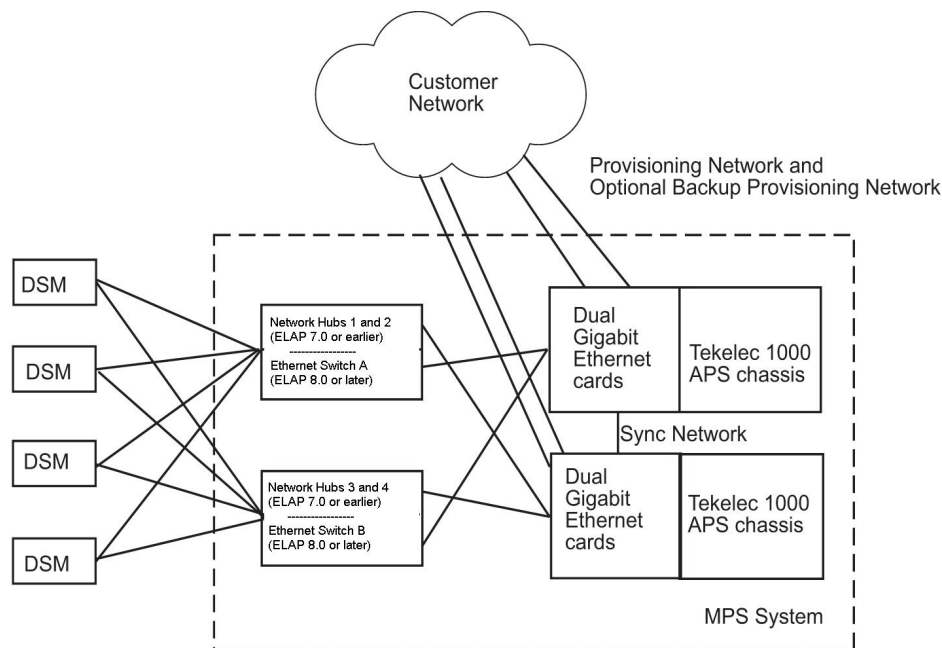 Customer
Network
Provisioning Network and
Optional Backup Provisioning Network
DSM
DSM
DSM
DSM
Network Hubs 1 and 2
(ELAP 7.0 or earlier)
-----------------
Ethernet Switch A
(ELAP 8.0 or later)
Network Hubs 3 and 4
(ELAP 7.0 or earlier)
-----------------
Ethernet Switch B
(ELAP 8.0 or later)
Dual
Gigabit
Ethernet
cards
Tekelec 1000
APS chassis
Sync Network
Dual
Gigabit
Ethernet
cards
Tekelec 1000
APS chassis
MPS System